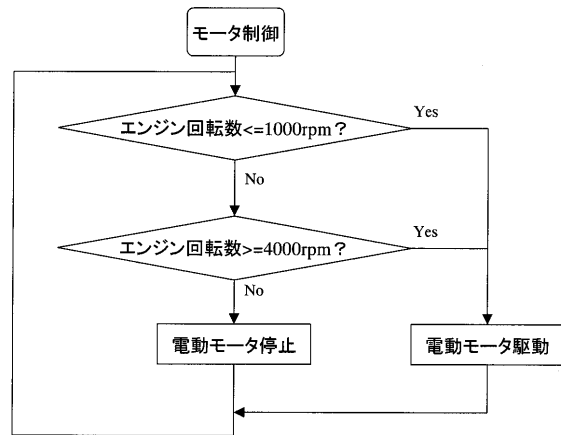 モータ制御
エンジン回転数<=1000rpm?
Yes
No
エンジン回転数>=4000rpm?
Yes
No
電動モータ停止
電動モータ駆動